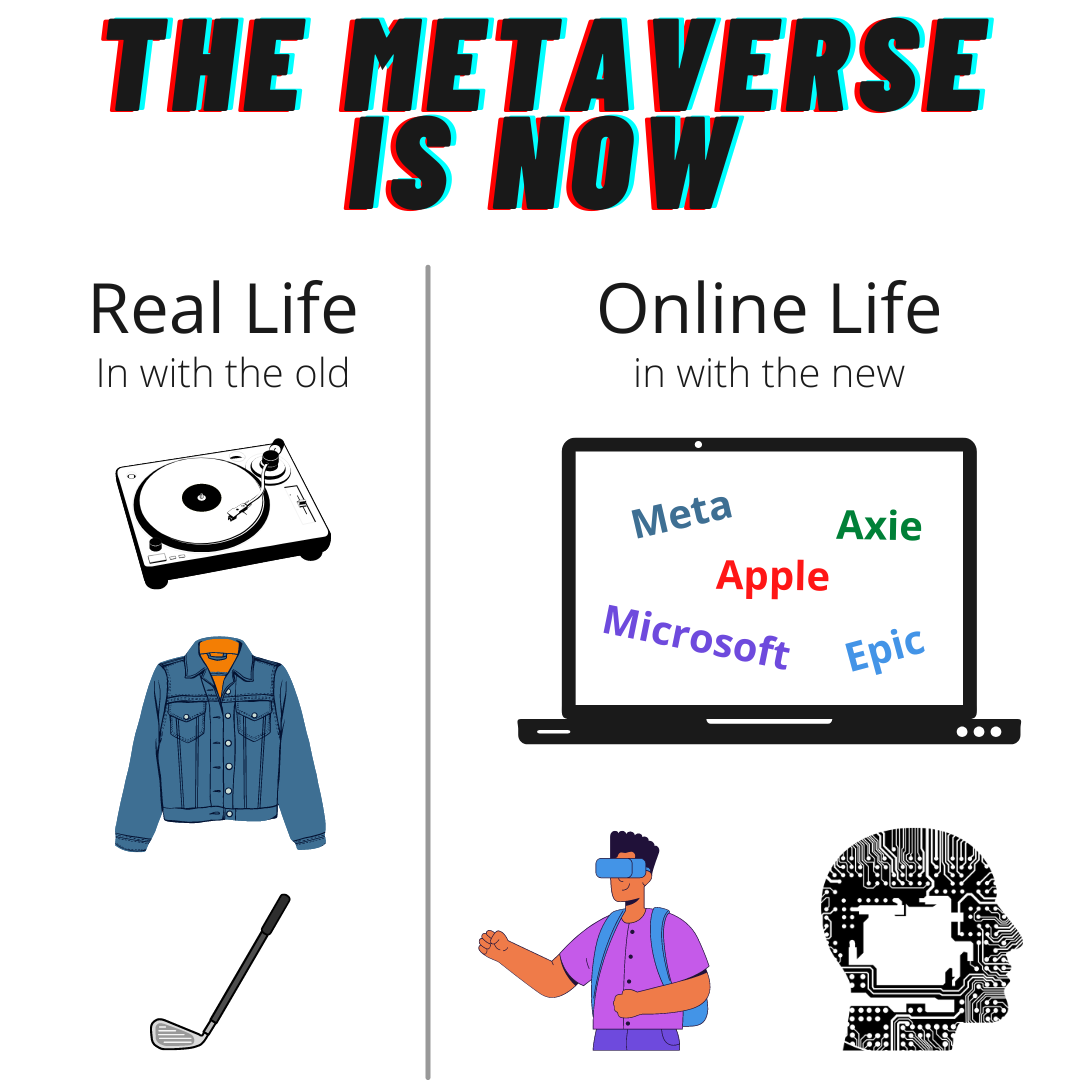 THE METAVERSE
IS NOW
Real Life
In with the old
Online Life
in with the new
Meta
Axie
Apple
Microsoft
Epic